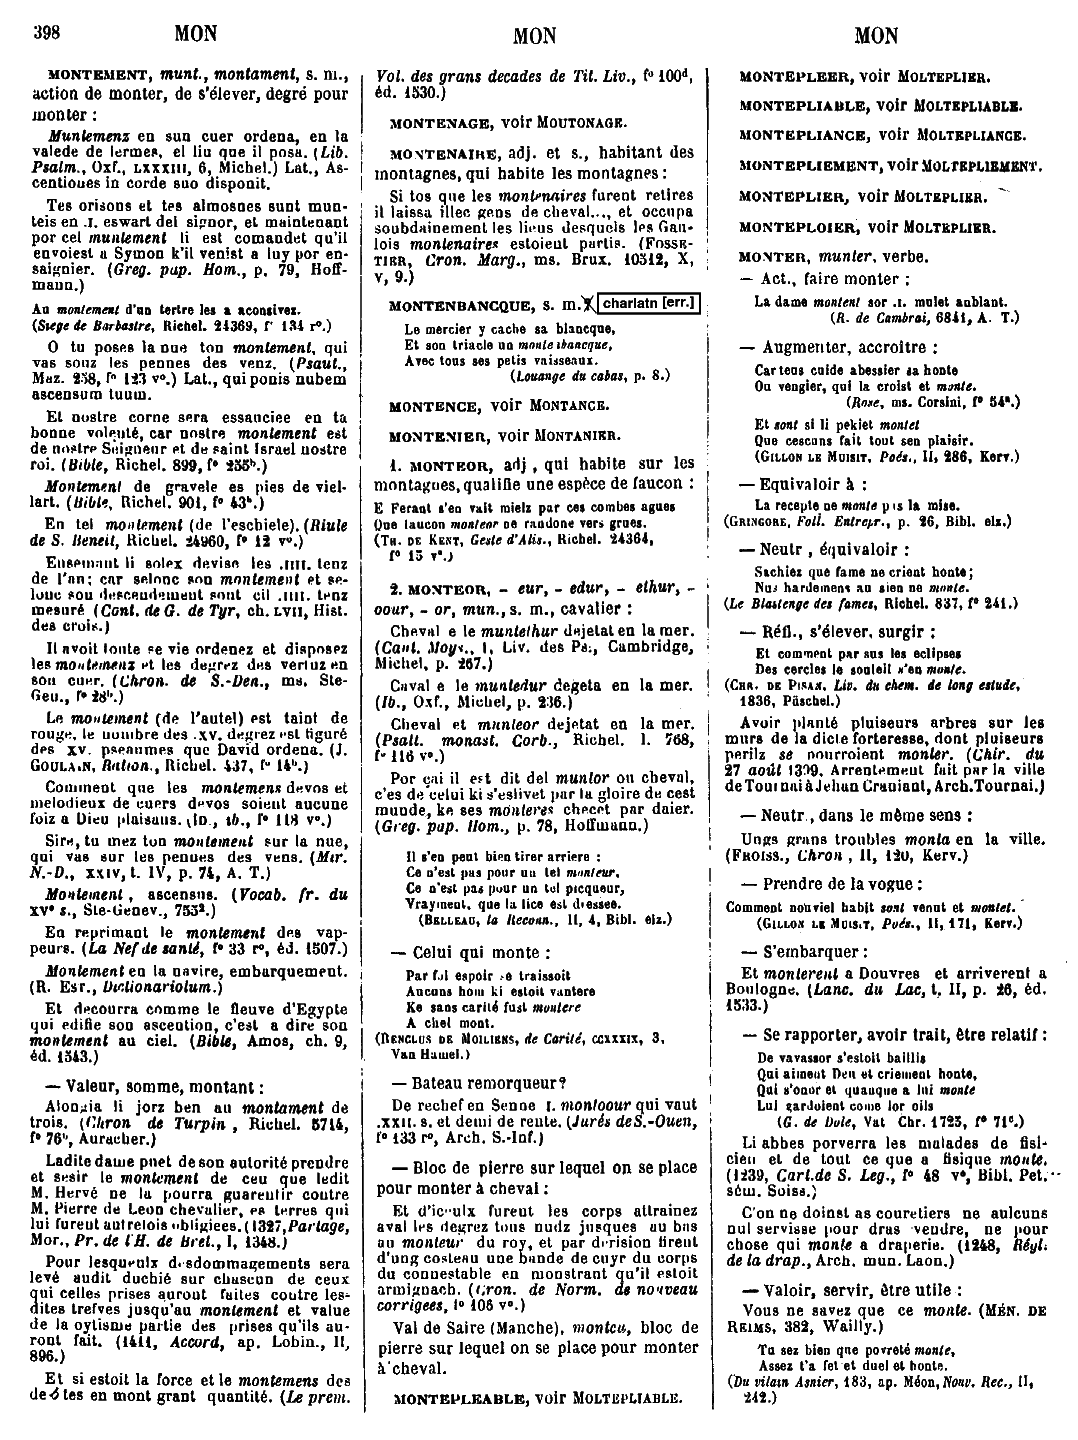 398 MON MON MON
MONTEMENT, munt., montament, s. m.,
action de monter, de s'élever, degré pour
monter :
Muntemenz en sun cuer ordena, en la
valede de lermes, el liu que il posa. (Lib.
Psalm., Oxf., LXXXIII, 6, Michel.) Lat., As-
centiones in corde suo disponit.
Tes orisons et tes almosnes sunt mun-
teis en .I. eswart del signor, et maintenant
por cel muntement li est comandet qu'il
envoiest a Symon k'il venist a luy por en-
saignier. (Greg. pap. Hom., p. 79, Hoff-
mann.)
Au montement d'un tertre les a aconsives.
(Siege de Barbastre, Richel. 24369, f° 134 r°.)
O tu poses la nue ton montement, qui
vas sonz les pennes des venz. (Psaut.,
Maz. 258, f° 123 v°.) Lat., qui ponis nubem
ascensum tuum.
Et nostre corne sera essauciee en ta
bonne volenté, car nostre montement est
de nostre Seigneur et de saint Israel nostre
roi. (Bible, Richel. 899, f° 235ᵇ.)
Montement de gravele es pies de viel-
lart. (Bible, Richel. 901, f° 43ᵇ.)
En tel montement (de l'eschiele). (Riule
de S. Beneit, Richel. 24960, f° 12 v°.)
Ensemant li solex devise les .IIII. tenz
de l'an; car selonc son montement et se-
lonc son descendement sont cil .IIII. tenz
mesuré (Cont. de G. de Tyr, ch. LVII, Hist.
des crois.)
Il avoit toute se vie ordenez et disposez
les montemenz et les degrez des vertuz en
son cuer. (Chron. de S.-Den., ms. Ste-
Gen., f° 28ᵇ.)
Le montement (de l'autel) est taint de
rouge, le nombre des .XV. degrez est figuré
des XV. pseaumes que David ordena. (J.
GOULAIN, Ration., Richel. 437, f° 14ᵇ.)
Comment que les montemens devos et
melodieux de cuers devos soient aucune
foiz a Dieu plaisans. (ID., ib., f° 118 v°.)
Sire, tu mez ton montement sur la nue,
qui vas sur les pennes des vens. (Mir.
N.-D., XXIV, t. IV, p. 74, A. T.)
Montement, ascensus. (Vocab. fr. du
XVᵉ s., Ste-Genev., 753².)
En reprimant le montement des vap-
peurs. (La Nef de santé, f° 33 r°, éd. 1507.)
Montement en la navire, embarquement.
(R. EST., Dictionariolum.)
Et decourra comme le fleuve d'Egypte
qui edifie son ascention, c'est a dire son
montement au ciel. (Bible, Amos, ch. 9,
éd. 1543.)
— Valeur, somme, montant :
Alongia li jorz ben au montament de
trois. (Chron de Turpin, Richel. 5714,
f° 76ᵇ, Auracher.)
Ladite dame puet de son autorité prendre
et sesir le montement de ceu que ledit
M. Hervé ne la pourra guarentir contre
M. Pierre de Leon chevalier, es terres qui
lui furent autrefois obligiees. (1327, Partage,
Mor., Pr. de l'H. de Bret., I, 1348.)
Pour lesqueulx desdommagements sera
levé audit duchié sur chascun de ceux
qui celles prises auront faites contre les-
dites trefves jusqu'au montement et value
de la oytisme partie des prises qu'ils au-
ront fait. (1411, Accord, ap. Lobin., II,
896.)
Et si estoit la force et le montemens des
de tes en mont grant quantité. (Le prem.
Vol. des grans decades de Tit. Liv., f° 100ᵈ,
éd. 1530.)
MONTENAGE, voir MOUTONAGE.
MONTENAIRE, adj. et s., habitant des
montagnes, qui habite les montagnes :
Si tos que les montenaires furent retires
il laissa illec gens de cheval..., et occupa
soubdainement les lieus desquels les Gau-
lois montenaires estoient partis. (FOSSE-
TIER, Cron. Marg., ms. Brux. 10512, X,
V, 9.)
MONTENBANCQUE, s. m. charlatn [err.]
Le mercier y cache sa blancque,
Et son triacle un montenbancque,
Avec tous ses petis vaisseaux.
(Louange du cabas, p. 8.)
MONTENCE, voir MONTANCE.
MONTENIER, voir MONTANIER.
1. MONTEOR, adj, qui habite sur les
montagnes, qualifie une espèce de faucon :
E Ferant s'en vait mielz par ces combes agues
Que faucon monteor ne randone vers grues.
(TH. DE KENT, Geste d'Alis., Richel. 24364,
f° 15 v°.)
2. MONTEOR, - eur, - edur, - ethur, -
oour, - or, mun., s. m., cavalier :
Cheval e le muntethur dejetat en la mer.
(Cant. Moys., I, Liv. des Ps., Cambridge,
Michel, p. 267.)
Caval e le muntedur degeta en la mer.
(Ib., Oxf., Michel, p. 236.)
Cheval et munteor dejetat en la mer.
(Psalt. monast. Corb., Richel. l. 768,
f° 116 v°.)
Por çai il est dit del muntor ou cheval,
c'es de celui ki s'eslivet par la gloire de cest
munde, ke ses monteres checet par daier.
(Greg. pap. Hom., p. 78, Hoffmann.)
Il s'en peut bien tirer arriere :
Ce n'est pas pour un tel monteur,
Ce n'est pas pour un tel picqueur,
Vrayment, que la lice est dressee.
(BELLEAU, la Reconn., II, 4, Bibl. elz.)
— Celui qui monte :
Par fol espoir se traissoit
Aucuns hom ki estoit vantere
Ke sans carité fust montere
A chel mont.
(RENCLUS DE MOILIENS, de Carité, CCXXXIX, 3,
Van Hamel.)
— Bateau remorqueur?
De rechef en Senne I. montoour qui vaut
.XXII. s. et demi de rente. (Jurés de S.-Ouen,
f° 133 r°, Arch. S.-Inf.)
— Bloc de pierre sur lequel on se place
pour monter à cheval :
Et d'iceulx furent les corps attrainez
aval les degrez tous nudz jusques au bas
au monteur du roy, et par derision tirent
d'ung costeau une bande de cuyr du corps
du connestable en monstrant qu'il estoit
armignach. (Cron. de Norm. de nouveau
corrigees, f° 106 v°.)
Val de Saire (Manche), monteu, bloc de
pierre sur lequel on se place pour monter
à cheval.
MONTEPLEABLE, voir MOLTEPLIABLE.
MONTEPLEER, voir MOLTEPLIER.
MONTEPLIABLE, voir MOLTEPLIABLE.
MONTEPLIANCE, voir MOLTEPLIANCE.
MONTEPLIEMENT, voir MOLTEPLIEMENT.
MONTEPLIER, voir MOLTEPLIER.
MONTEPLOIER, voir MOLTEPLIER.
MONTER, munter, verbe.
— Act., faire monter :
La dame montent sor .I. mulet anblant.
(R. de Cambrai, 6841, A. T.)
— Augmenter, accroître :
Car tens cuide abessier sa honte
Ou vengier, qui la croist et monte.
(Rose, ms. Corsini, f° 54ᵃ.)
Et sont si li pekiet montet
Que cescuns fait tout sen plaisir.
(GILLON LE MUISIT, Poés., II, 286, Kerv.)
— Equivaloir à :
La recepte ne monte pas la mise.
(GRINGORE, Foll. Entrepr., p. 26, Bibl. elz.)
— Neutr, équivaloir :
Sachiez que fame ne crient honte;
Nus hardemens au sien ne monte.
(Le Blastenge des fames, Richel. 837, f° 241.)
— Réfl., s'élever, surgir :
Et comment par sus les eclipses
Des cercles le souleil s'en monte.
(CHR. DE PISAN, Liv. du chem. de long estude,
1836, Püschel.)
Avoir planté pluiseurs arbres sur les
murs de la dicte forteresse, dont pluiseurs
perilz se pourroient monter. (Chir. du
27 août 1399. Arrentement fait par la ville
de Tournai à Jehan Craniant, Arch. Tournai.)
— Neutr., dans le même sens :
Ungs grans troubles monta en la ville.
(FROISS., Chron, II, 120, Kerv.)
— Prendre de la vogue :
Comment nouviel habit sont venut et montet.
(GILLON LE MUISIT, Poés., II, 171, Kerv.)
— S'embarquer :
Et monterent a Douvres et arriverent a
Boulogne. (Lanc. du Lac, t. II, p. 26, éd.
1533.)
— Se rapporter, avoir trait, être relatif :
De vavassor s'estoit baillis
Qui aiment Deu et criement honte,
Qui s'onor et quanque a lui monte
Lui gardoient come lor oils
(G. de Dole, Vat Chr. 1725, f° 71ᶜ.)
Li abbes porverra les malades de fisi-
cien et de tout ce que a fisique monte.
(1239, Cart. de S. Leg., f° 48 v°, Bibl. Pet.
sém. Soiss.)
C'on ne doinst as couretiers ne aulcuns
nul servisse pour dras vendre, ne pour
chose qui monte a draperie. (1248, Régl.
de la drap., Arch. mun. Laon.)
— Valoir, servir, être utile :
Vous ne savez que ce monte. (MÉN. DE
REIMS, 382, Wailly.)
Tu sez bien que povreté monte,
Assez t'a fet et duel et honte.
(Du vilain Asnier, 183, ap. Méon, Nouv. Rec., II,
242.)